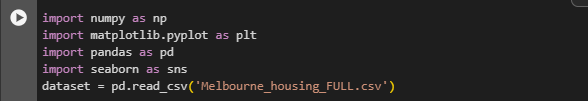 import numpy as np
import matplotlib.pyplot as plt
import pandas as pd
import seaborn as sns
dataset = pd.read_csv('Melbourne_housing_FULL.csv')